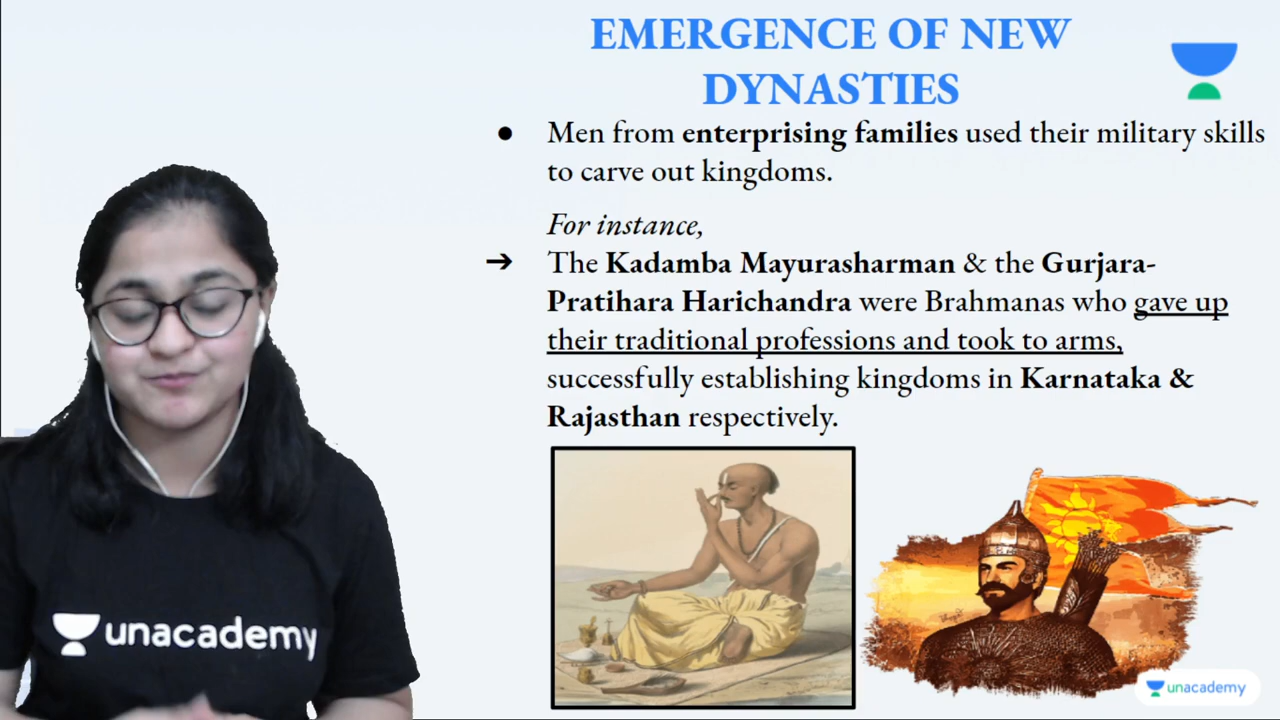 EMERGENCE OF NEW
DYNASTIES
● Men from enterprising families used their military skills
to carve out kingdoms.
For instance,
➔ The Kadamba Mayurasharman & the Gurjara-
Pratihara Harichandra were Brahmanas who gave up
their traditional professions and took to arms,
successfully establishing kingdoms in Karnataka &
Rajasthan respectively.
unacademy
unacademy